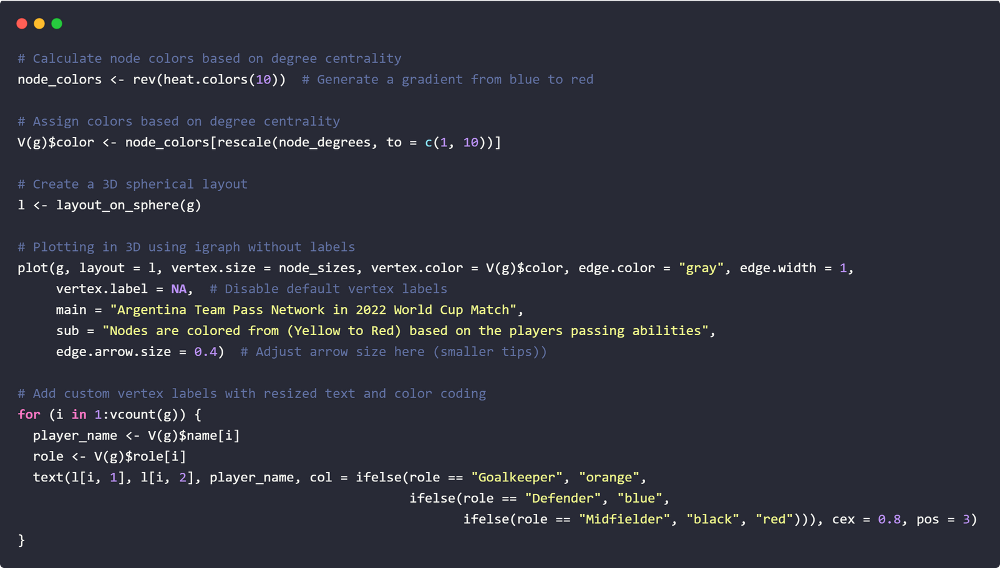 # Calculate node colors based on degree centrality
node_colors <- rev(heat.colors(10))  # Generate a gradient from blue to red
# Assign colors based on degree centrality
V(g)$color <- node_colors[rescale(node_degrees, to = c(1, 10))]
# Create a 3D spherical layout
l <- layout_on_sphere(g)
# Plotting in 3D using igraph without labels
plot(g, layout = l, vertex.size = node_sizes, vertex.color = V(g)$color, edge.color = "gray", edge.width = 1,
     vertex.label = NA,  # Disable default vertex labels
     main = "Argentina Team Pass Network in 2022 World Cup Match",
     sub = "Nodes are colored from (Yellow to Red) based on the players passing abilities",
     edge.arrow.size = 0.4)  # Adjust arrow size here (smaller tips))
# Add custom vertex labels with resized text and color coding
for (i in 1:vcount(g)) {
  player_name <- V(g)$name[i]
  role <- V(g)$role[i]
  text(l[i, 1], l[i, 2], player_name, col = ifelse(role == "Goalkeeper", "orange",
                                                   ifelse(role == "Defender", "blue",
                                                          ifelse(role == "Midfielder", "black", "red"))), cex = 0.8, pos = 3)
}